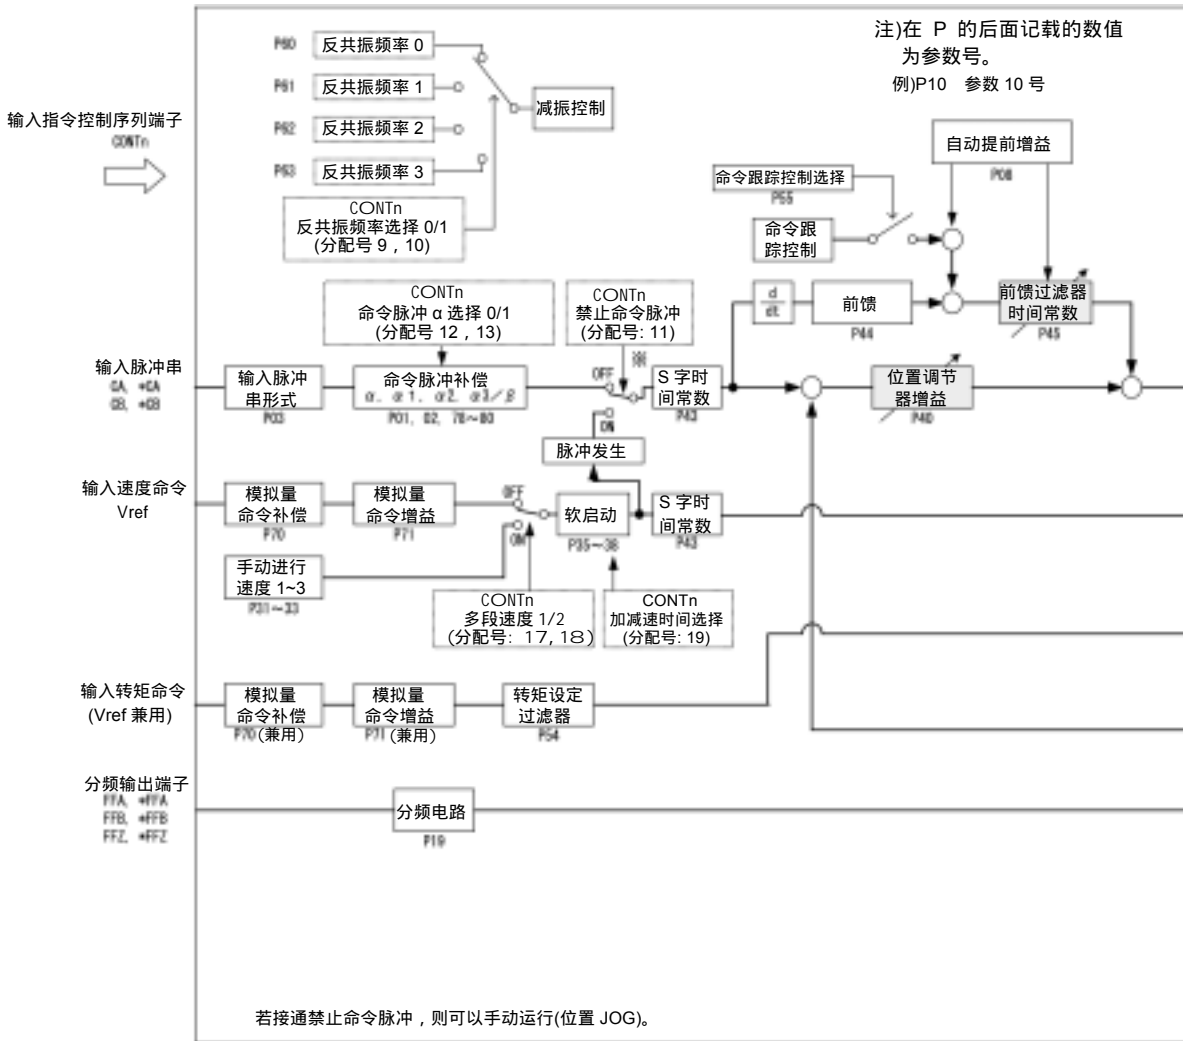 注)在 P 的后面记载的数值
为参数号。
例)P10 参数 10 号
P60 反共振频率 0
P61 反共振频率 1
P62 反共振频率 2
P63 反共振频率 3
减振控制
输入指令控制序列端子
CONTn
CONTn
反共振频率选择 0/1
(分配号 9 , 10)
自动提前增益
P08
命令跟踪控制选择
P55
命令跟
踪控制
d
dt
前馈
P44
前馈过滤器
时间常数
P45
CONTn
命令脉冲 α 选择 0/1
(分配号 12 , 13)
CONTn
禁止命令脉冲
(分配号: 11)
输入脉冲串
CA, *CA
CB, *CB
输入脉冲
串形式
P03
命令脉冲补偿
α, α1, α2, α3/β
P01, 02, 78~80
OFF
※
ON
S 字时
间常数
P43
位置调节
器增益
P40
脉冲发生
输入速度命令
Vref
模拟量
命令补偿
P70
模拟量
命令增益
P71
OFF
ON
软启动
P35~38
S 字时
间常数
P43
手动进行
速度 1~3
P31~33
CONTn
多段速度 1/2
(分配号: 17, 18)
CONTn
加减速时间选择
(分配号: 19)
输入转矩命令
(Vref 兼用)
模拟量
命令补偿
P70 (兼用)
模拟量
命令增益
P71 (兼用)
转矩设定
过滤器
P54
分频输出端子
FFA, *FFA
FFB, *FFB
FFZ, *FFZ
分频电路
P19
若接通禁止命令脉冲 , 则可以手动运行(位置 JOG)。